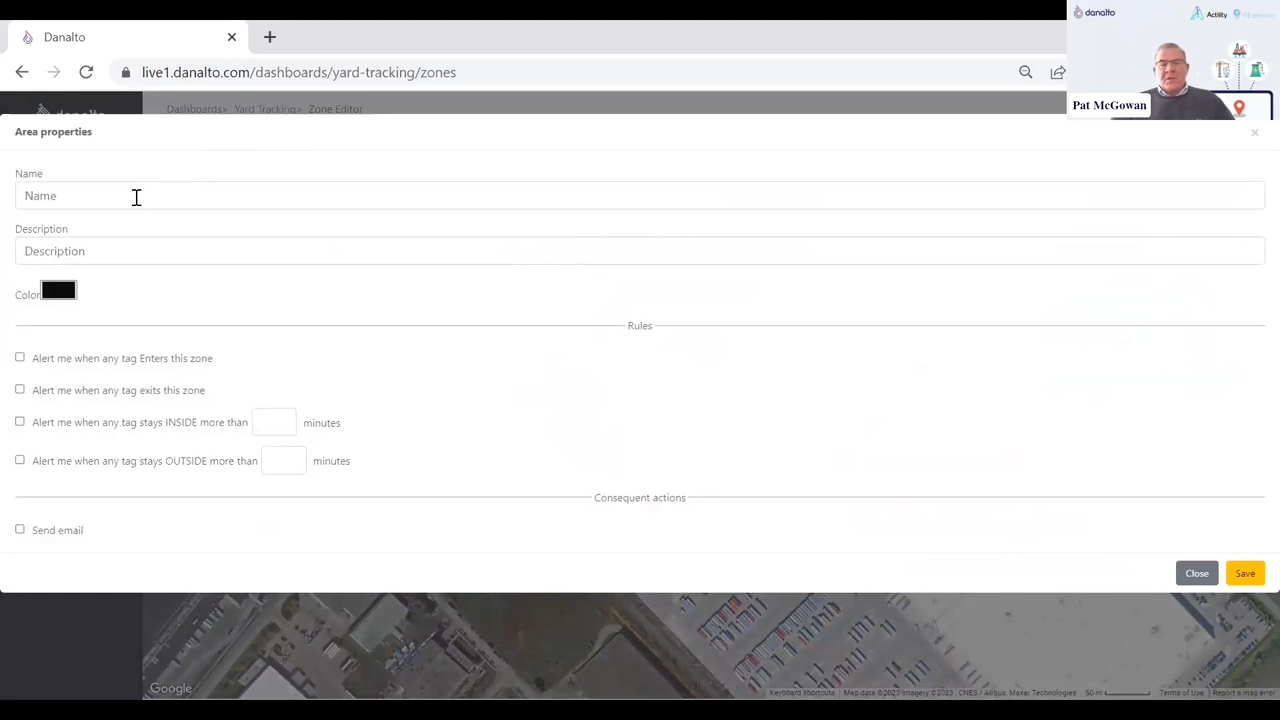 Danalto
live1.danalto.com/dashboards/yard-tracking/zones
danalto
Actility
Abeeway
Pat McGowan
Dashboards> Yard Tracking> Zone Editor
Area properties
Name
Name
Description
Description
Color
Rules
Alert me when any tag Enters this zone
Alert me when any tag exits this zone
Alert me when any tag stays INSIDE more than minutes
Alert me when any tag stays OUTSIDE more than minutes
Consequent actions
Send email
Close
Save
Google
Keyboard shortcuts
Map data ©2023 Imagery ©2023 , CNES / Airbus, Maxar Technologies
50 m
Terms of Use
Report a map error